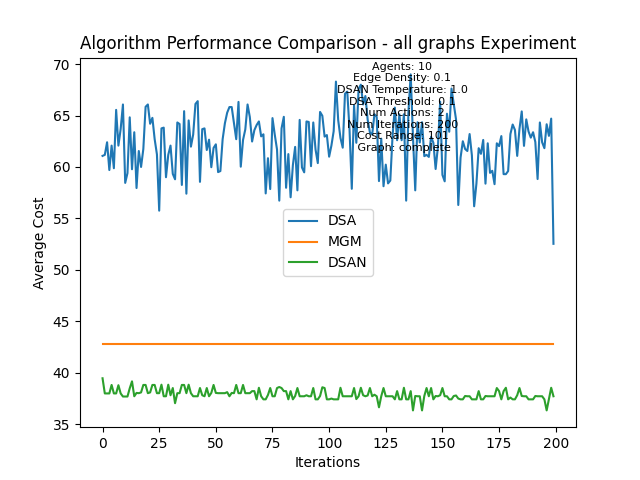 Algorithm Performance Comparison - all graphs Experiment
Agents: 10
Edge Density: 0.1
DSAN Temperature: 1.0
DSA Threshold: 0.1
Num Actions: 2
Num Iterations: 200
Cost Range: 101
Graph: complete
70
65
60
55
50
45
40
35
Average Cost
DSA
MGM
DSAN
0
25
50
75
100
125
150
175
200
Iterations